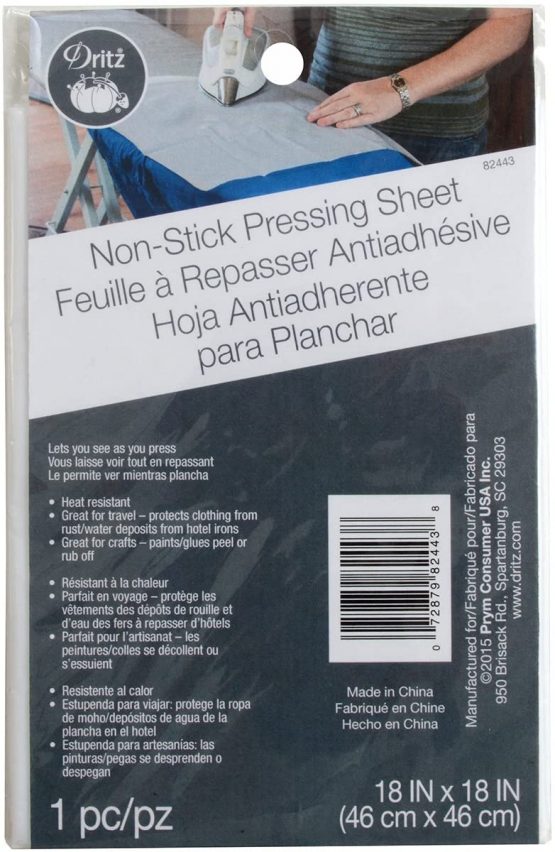 Dritz®
82443
Non-Stick Pressing Sheet
Feuille à Repasser Antiadhésive
Hoja Antiadherente
para Planchar
Lets you see as you press
Vous laisse voir tout en repassant
Le permite ver mientras plancha
• Heat resistant
• Great for travel – protects clothing from
rust/water deposits from hotel irons
• Great for crafts – paints/glues peel or
rub off
• Résistant à la chaleur
• Parfait en voyage – protège les
vêtements des dépôts de rouille et
d'eau des fers à repasser d'hôtels
• Parfait pour l'artisanat – les
peintures/colles se décollent ou
s'essuient
• Resistente al calor
• Estupenda para viajar: protege la ropa
de moho/depósitos de agua de la
plancha en el hotel
• Estupenda para artesanías: las
pinturas/pegas se desprenden o
despegan
1 pc/pz
0 72879 82443 8
Made in China
Fabriqué en Chine
Hecho en China
Manufactured for/Fabriqué pour/Fabricado para
©2015 Prym Consumer USA Inc.
950 Brisack Rd., Spartanburg, SC 29303
www.dritz.com
18 IN x 18 IN
(46 cm x 46 cm)